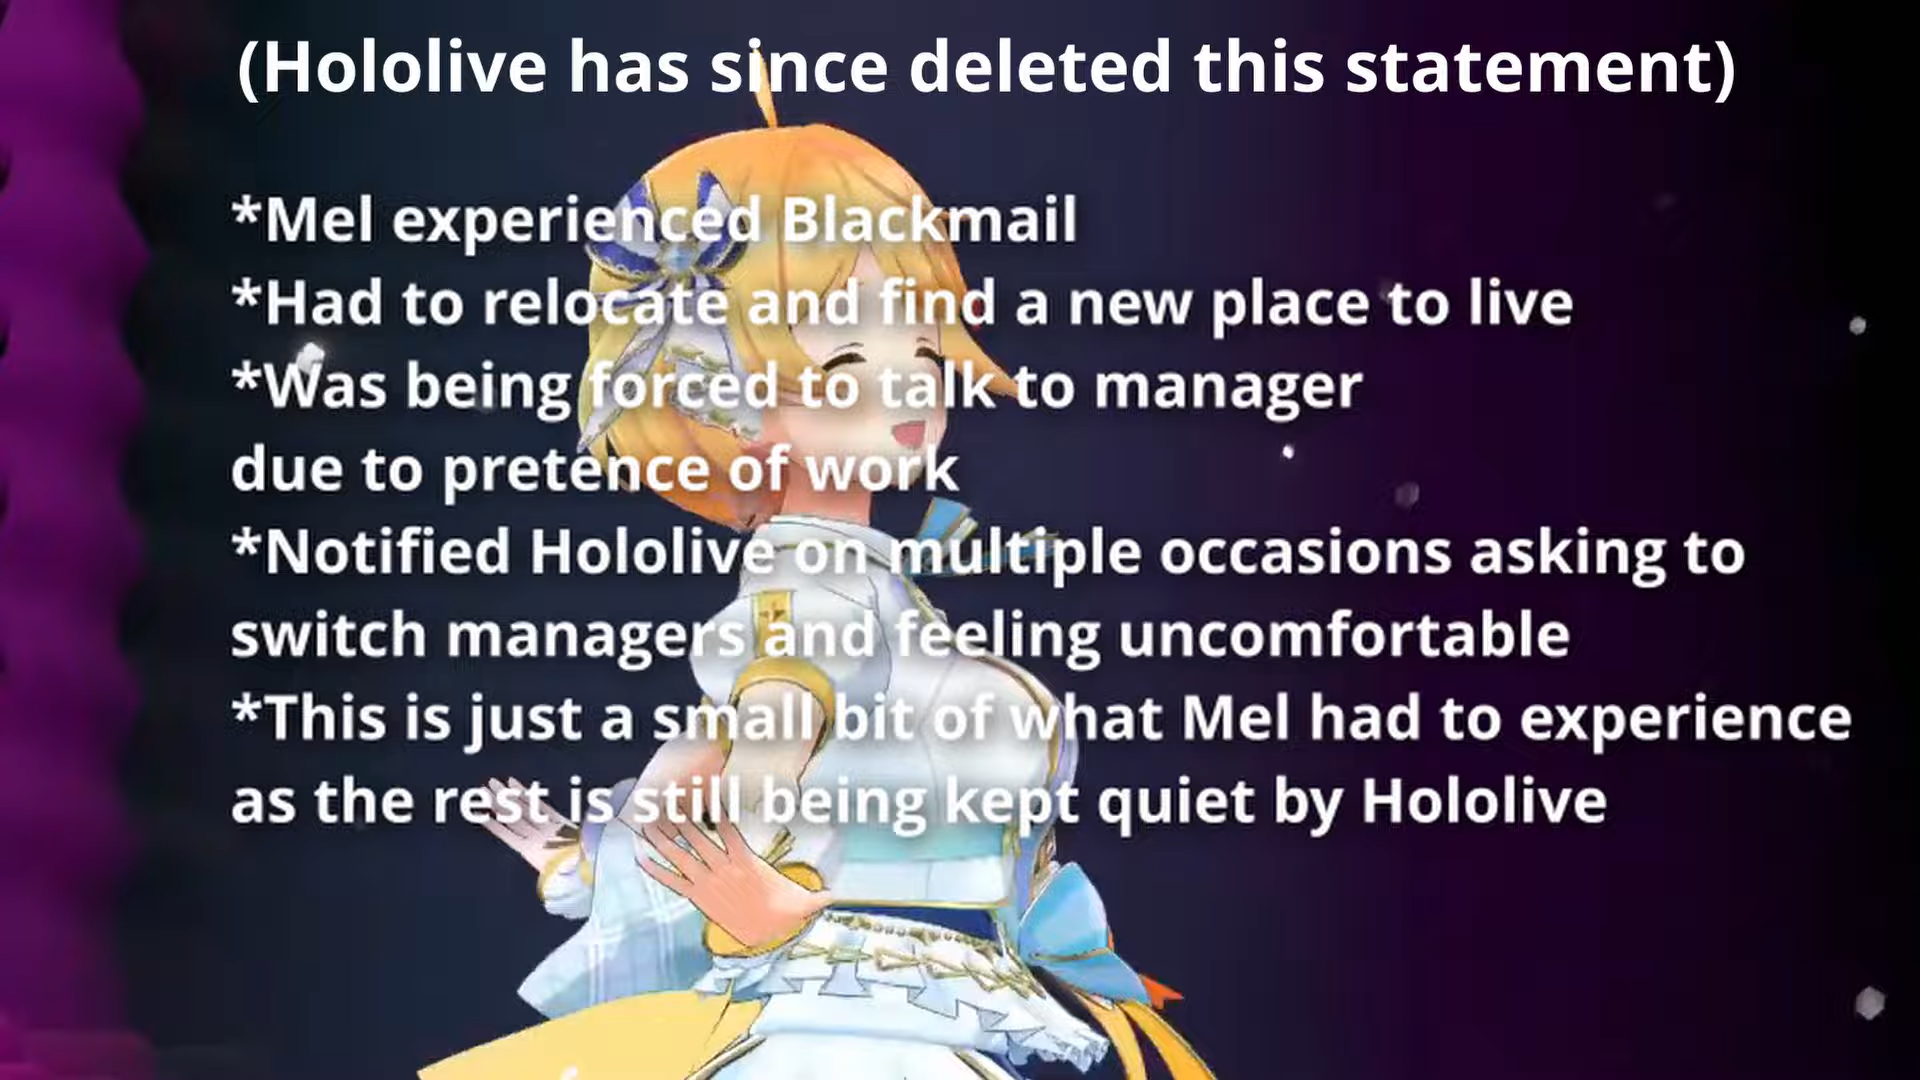 (Hololive has since deleted this statement)
*Mel experienced Blackmail
*Had to relocate and find a new place to live
*Was being forced to talk to manager
due to pretence of work
*Notified Hololive on multiple occasions asking to
switch managers and feeling uncomfortable
*This is just a small bit of what Mel had to experience
as the rest is still being kept quiet by Hololive